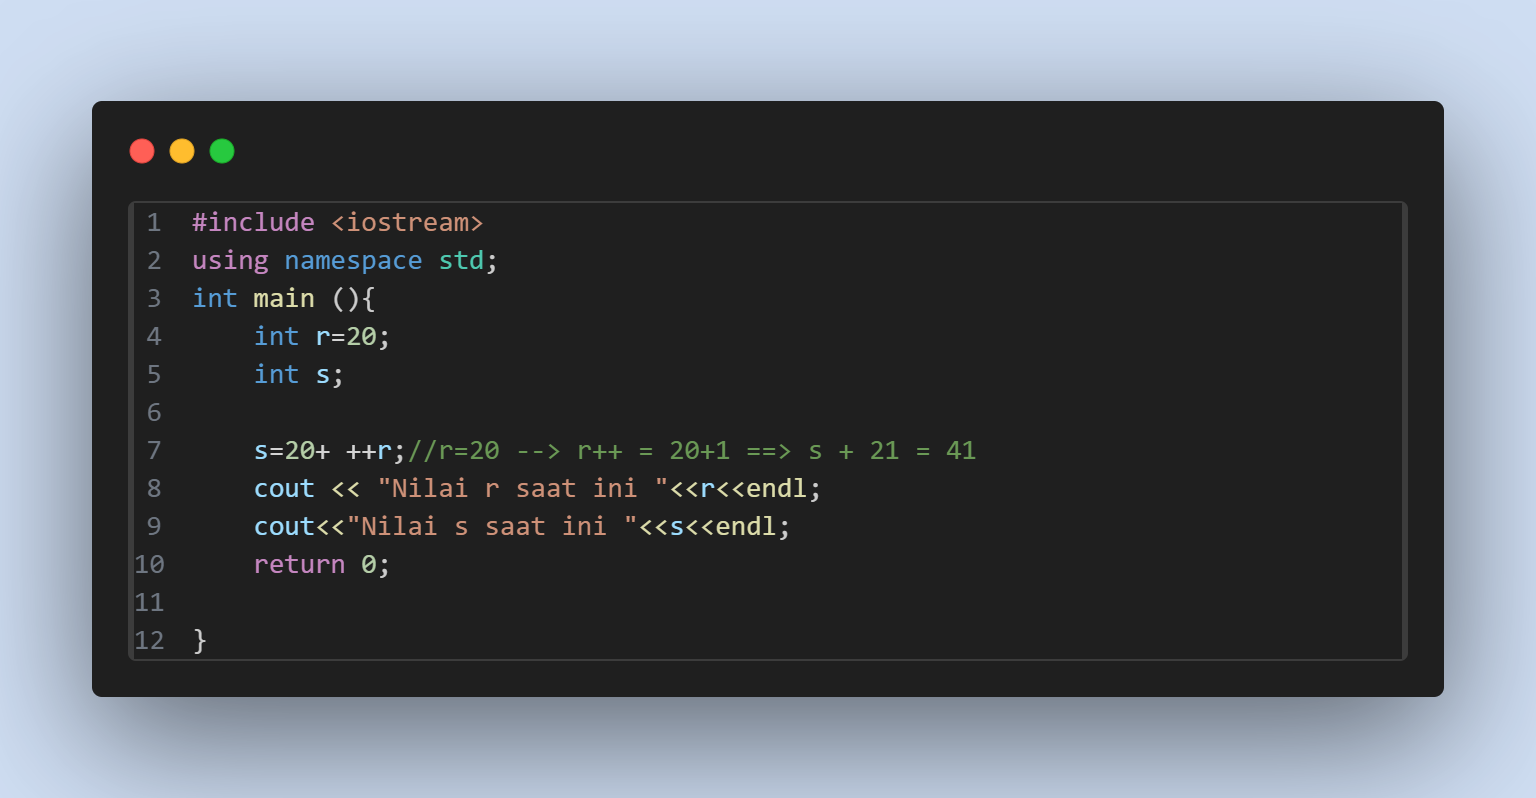 1 #include <iostream>
2 using namespace std;
3 int main (){
4     int r=20;
5     int s;
6
7     s=20+ ++r;//r=20 --> r++ = 20+1 ==> s + 21 = 41
8     cout << "Nilai r saat ini "<<r<<endl;
9     cout<<"Nilai s saat ini "<<s<<endl;
10     return 0;
11
12 }